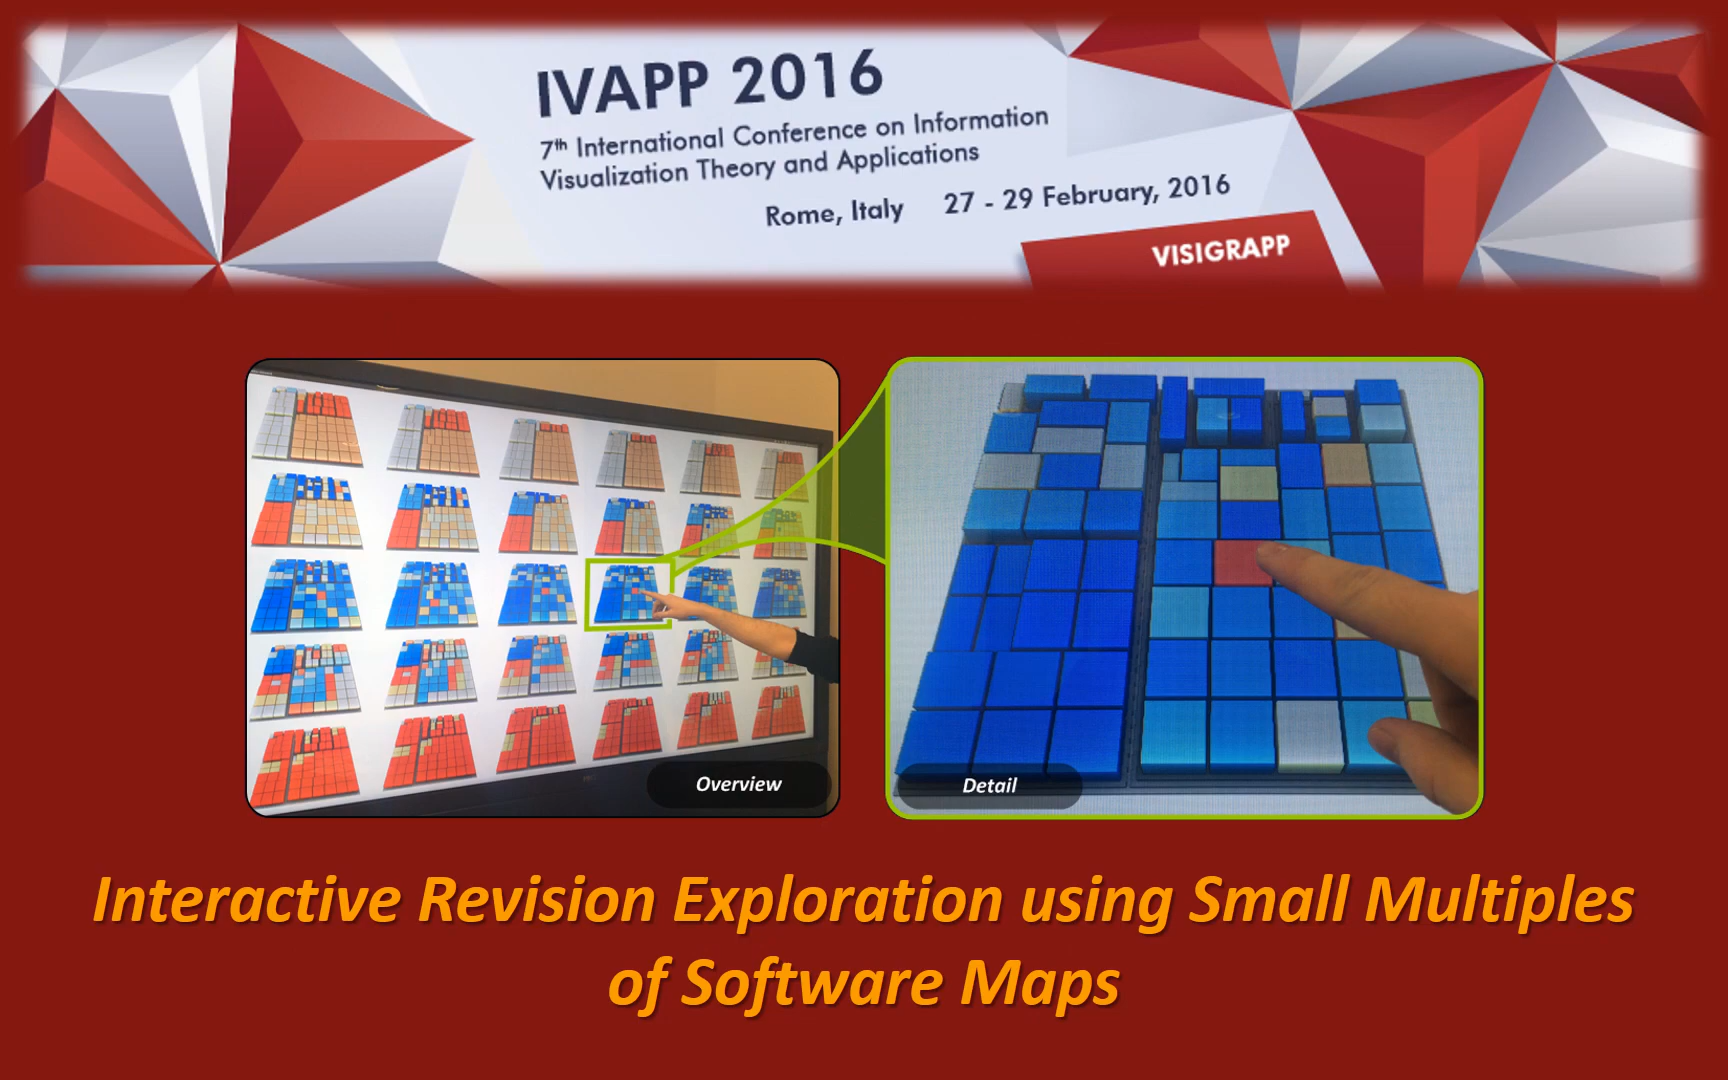 IVAPP 2016
7th International Conference on Information
Visualization Theory and Applications
Rome, Italy 27 - 29 February, 2016
VISIGRAPP
Overview
Detail
Interactive Revision Exploration using Small Multiples
of Software Maps